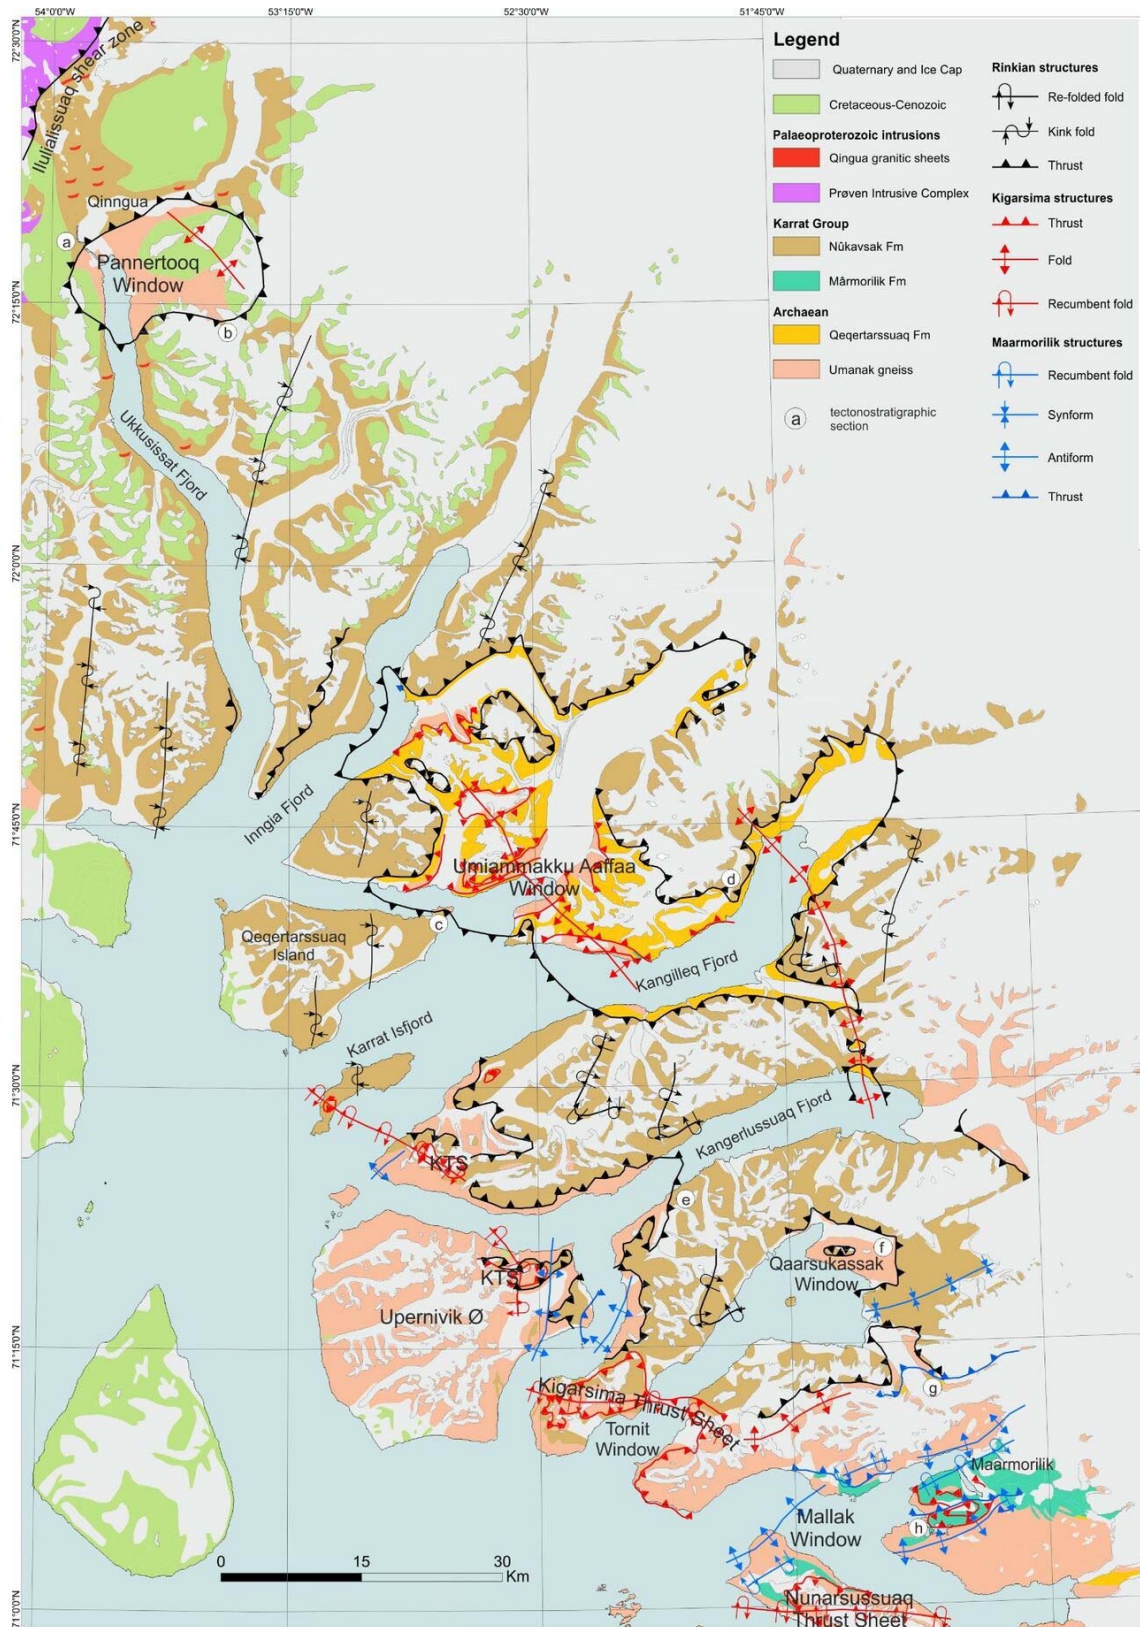 54°0'0"W 53°15'0"W 52°30'0"W 51°45'0"W
72°30'0"N
Ilulialissuaq shear zone
Legend
Quaternary and Ice Cap
Cretaceous-Cenozoic
Palaeoproterozoic intrusions
Qingua granitic sheets
Prøven Intrusive Complex
Karrat Group
Nûkavsak Fm
Mârmorilik Fm
Archaean
Qeqertarssuaq Fm
Umanak gneiss
a
tectonostratigraphic
section
Rinkian structures
Re-folded fold
Kink fold
Thrust
Kigarsima structures
Thrust
Fold
Recumbent fold
Maarmorilik structures
Recumbent fold
Synform
Antiform
Thrust
Qinngua
a
Pannertooq
Window
72°15'0"N
b
Ukkusissat Fjord
72°0'0"N
Inngia Fjord
71°45'0"N
Umiammakku Aaffaa
Window
d
c
Qeqertarssuaq
Island
Kangilleq Fjord
Karrat Isfjord
71°30'0"N
Kangerlussuaq Fjord
KTS
e
f
Qaarsukassak
Window
KTS
Upernivik Ø
71°15'0"N
g
Kigarsima Thrust Sheet
Tornit
Window
Maarmorilik
Mallak
Window
h
0 15 30
Km
71°0'0"N
Nunarsussuaq
Thrust Sheet